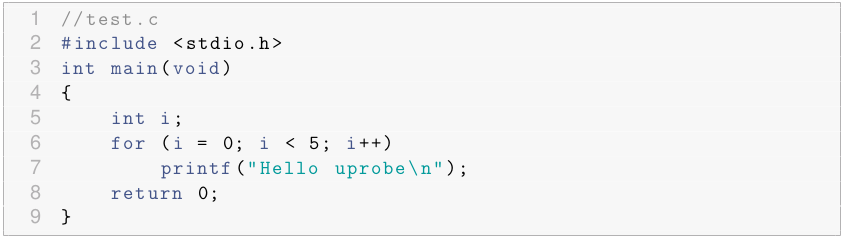 1 //test.c
2 #include <stdio.h>
3 int main(void)
4 {
5     int i;
6     for (i = 0; i < 5; i++)
7         printf("Hello uprobe\n");
8     return 0;
9 }